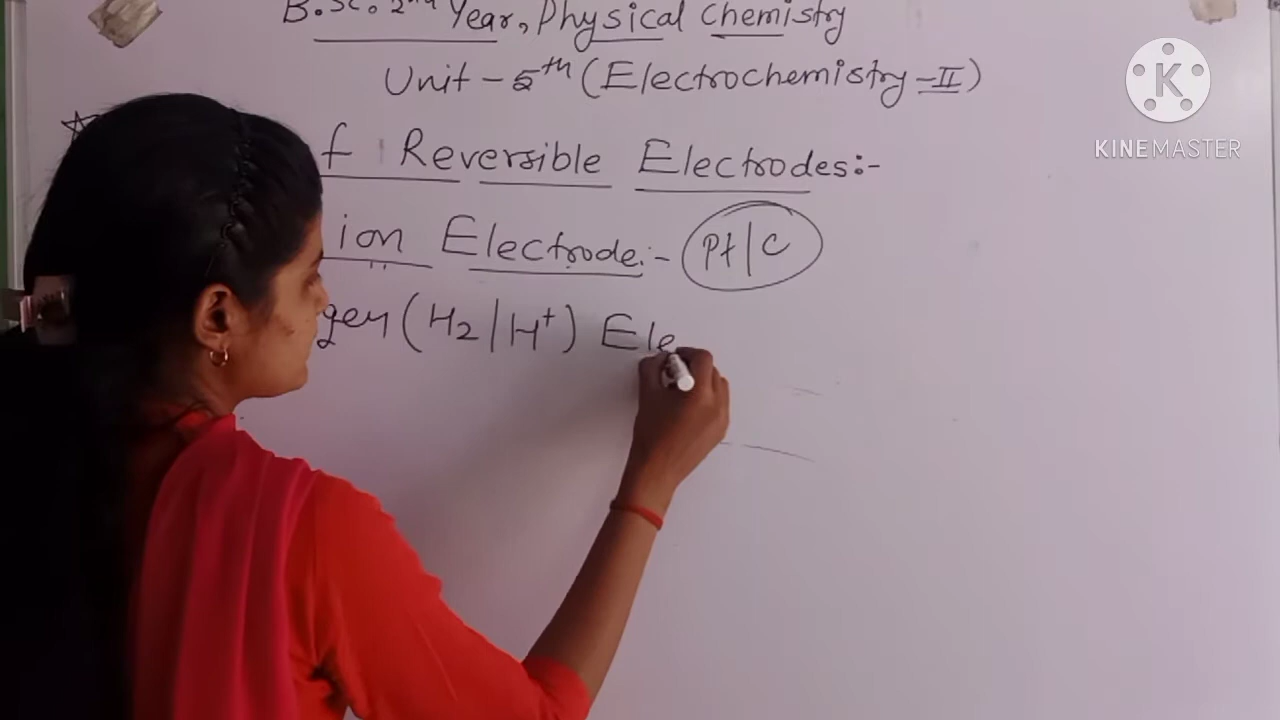 B.Sc. 2nd Year, Physical Chemistry
Unit - 5th (Electrochemistry - II)
f Reversible Electrodes:-
ion Electrode:- Pt|C
gen (H2|H+) Ele
K
KINEMASTER